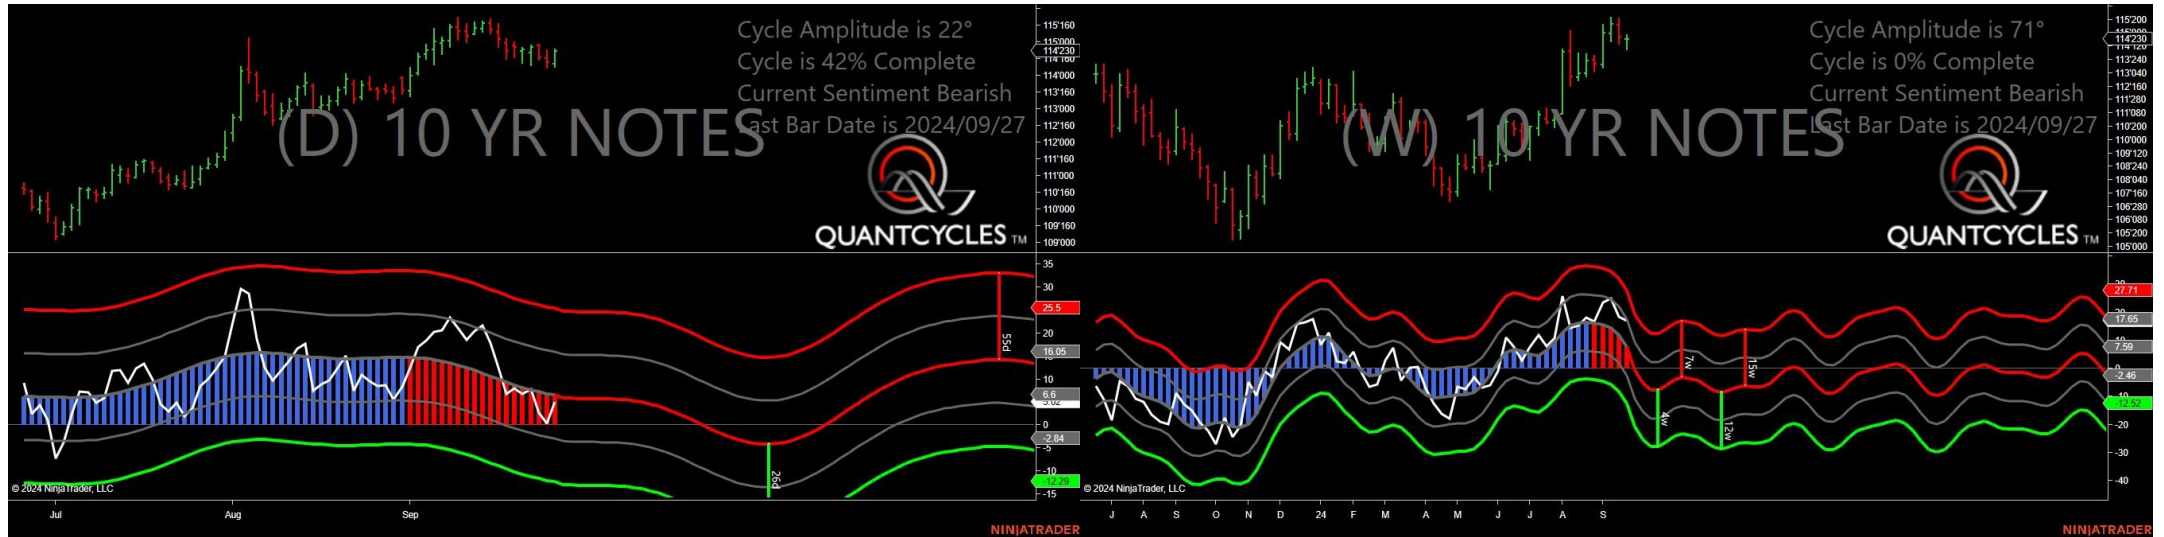 Cycle Amplitude is 22°
Cycle is 42% Complete
Current Sentiment Bearish
Last Bar Date is 2024/09/27
(D) 10 YR NOTES
QUANTCYCLES TM
115'160
115'000
114'230
114'160
114'000
113'160
113'000
112'160
112'000
111'160
111'000
110'160
110'000
109'160
109'000
35
30
25.5
20
16.05
10
6.6
5.02
0
-2.84
-5
-10
-12.29
-15
55d
26d
© 2024 NinjaTrader, LLC
Jul
Aug
Sep
NINJATRADER
Cycle Amplitude is 71°
Cycle is 0% Complete
Current Sentiment Bearish
Last Bar Date is 2024/09/27
(W) 10 YR NOTES
QUANTCYCLES TM
115'200
114'230
114'120
113'240
113'040
112'160
111'280
111'080
110'200
110'000
109'120
108'240
108'040
107'160
106'280
106'080
105'200
105'000
27.71
17.65
7.59
0
-2.46
-12.52
-20
-30
-40
7w
15w
4w
12w
© 2024 NinjaTrader, LLC
J A S O N D 24 F M A M J J A S
NINJATRADER